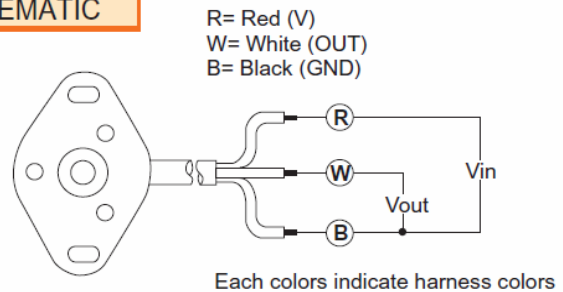 EMATIC
R= Red (V)
W= White (OUT)
B= Black (GND)
R
W
Vin
Vout
B
Each colors indicate harness colors